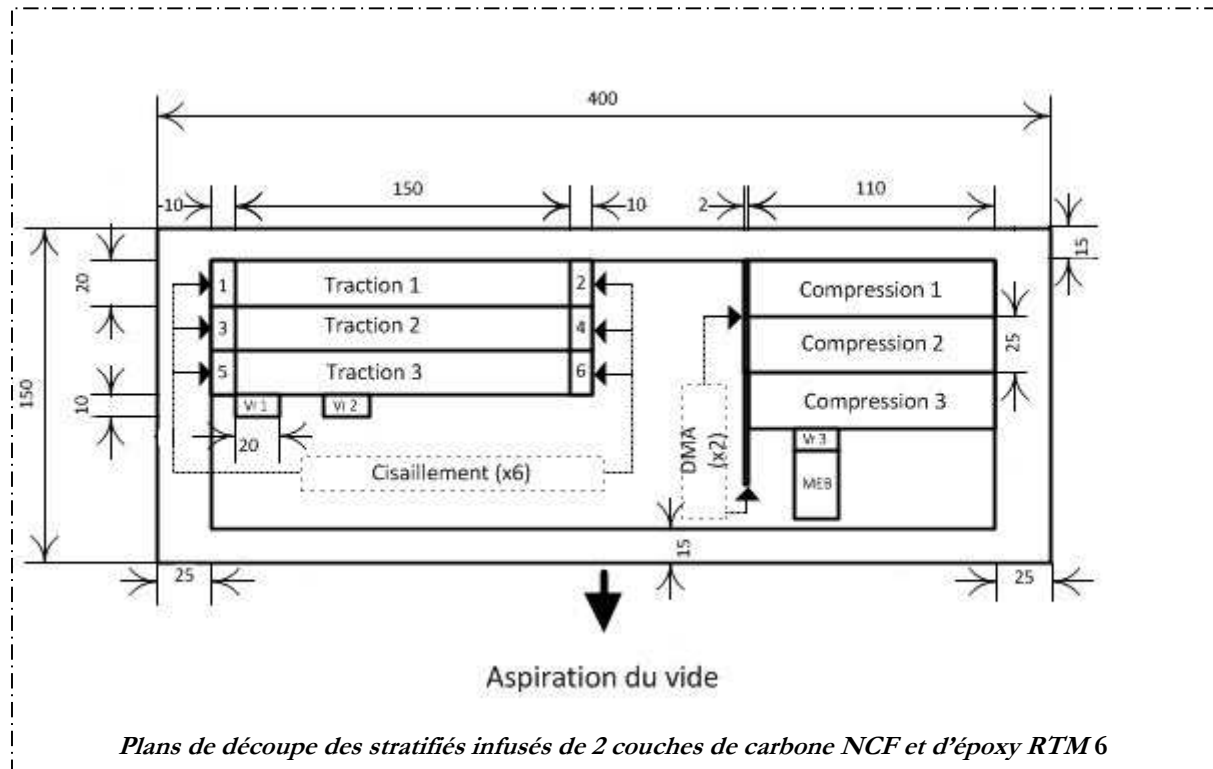 400
10
150
10
2
110
15
20
1
Traction 1
2
Compression 1
3
Traction 2
4
Compression 2
25
5
Traction 3
6
Compression 3
150
10
Vr 1
Vr 2
Vr 3
20
Cisaillement (x6)
DMA
(x2)
MEB
15
25
25
Aspiration du vide
Plans de découpe des stratifiés infusés de 2 couches de carbone NCF et d'époxy RTM 6